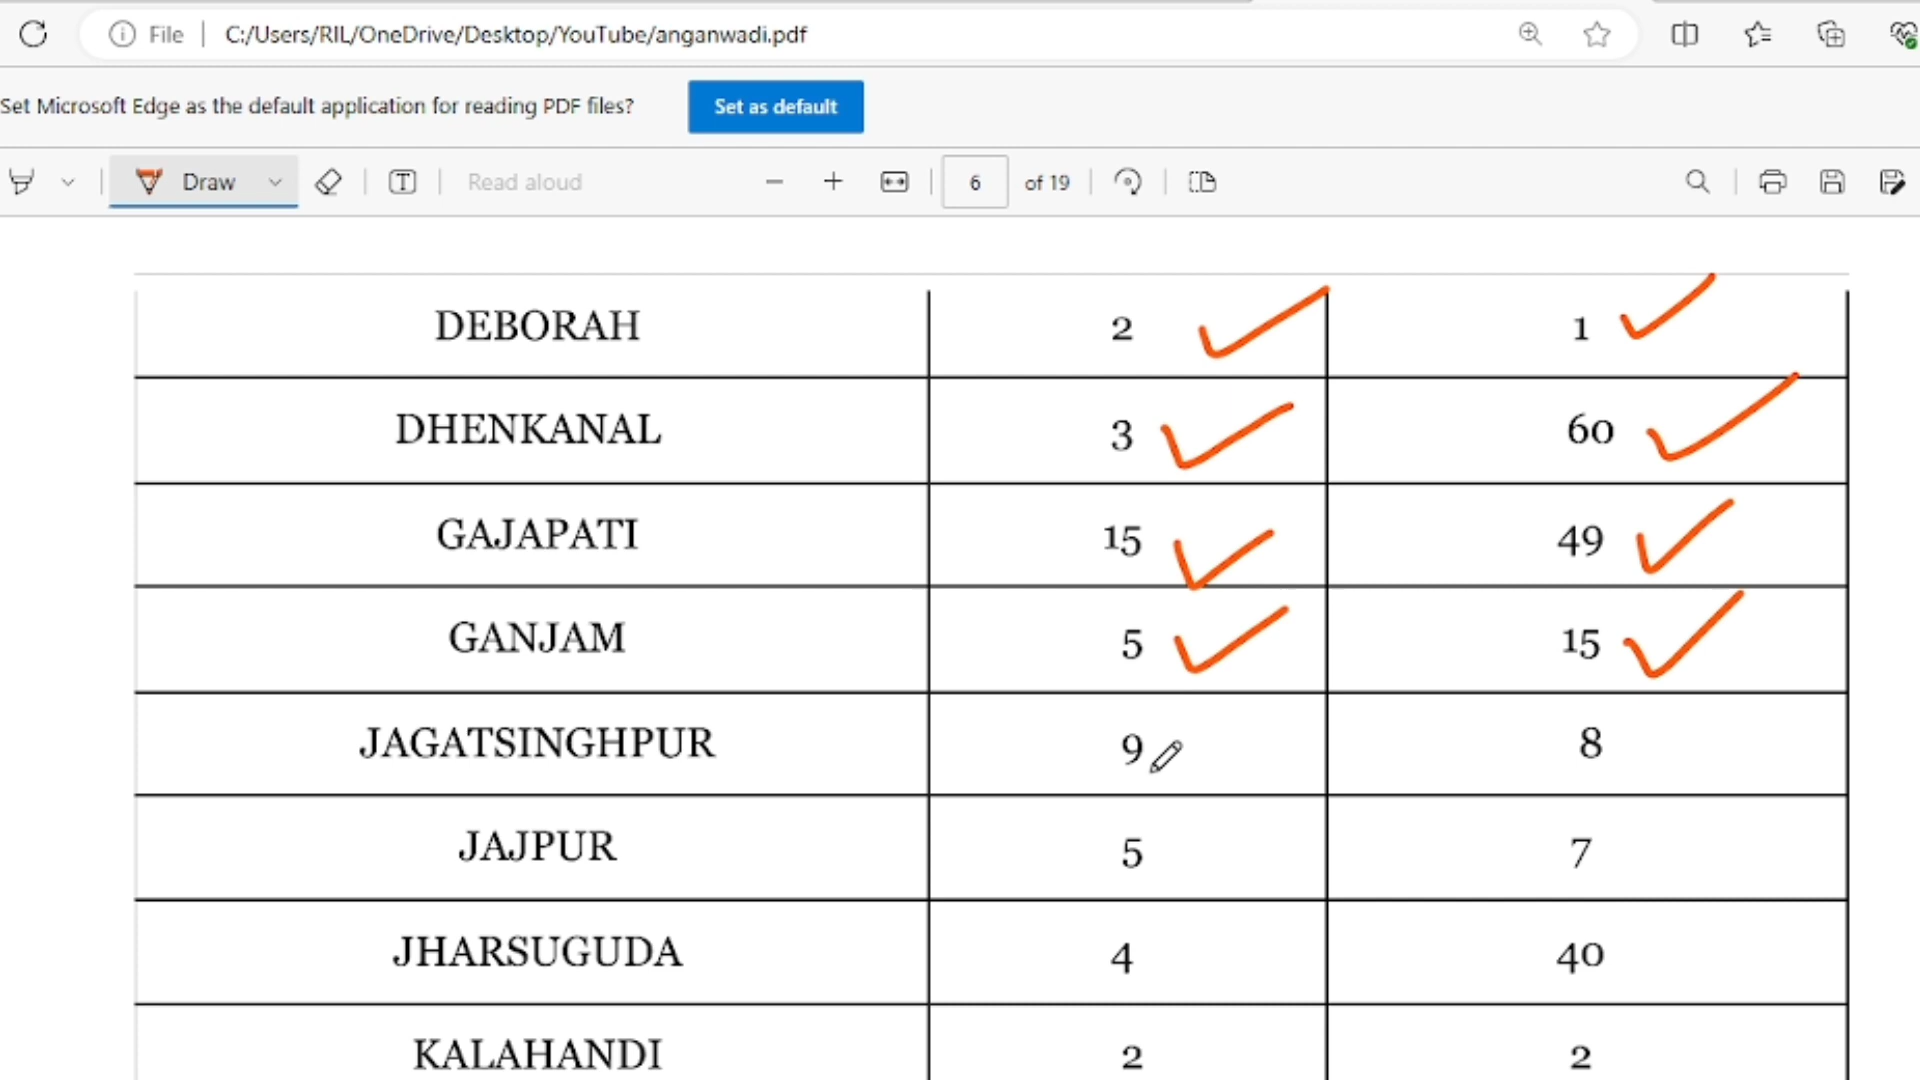 File C:/Users/RIL/OneDrive/Desktop/YouTube/anganwadi.pdf
Set Microsoft Edge as the default application for reading PDF files? Set as default
Draw T Read aloud 6 of 19
DEBORAH 2 1
DHENKANAL 3 60
GAJAPATI 15 49
GANJAM 5 15
JAGATSINGHPUR 9 8
JAJPUR 5 7
JHARSUGUDA 4 40
KALAHANDI 2 2